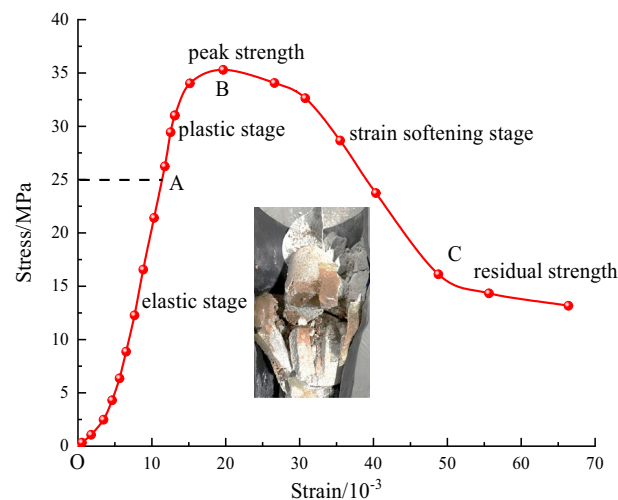 40
35
30
25
20
15
10
5
0
Stress/MPa
peak strength
B
plastic stage
A
strain softening stage
elastic stage
C
residual strength
O
10
20
30
40
50
60
70
Strain/10⁻³